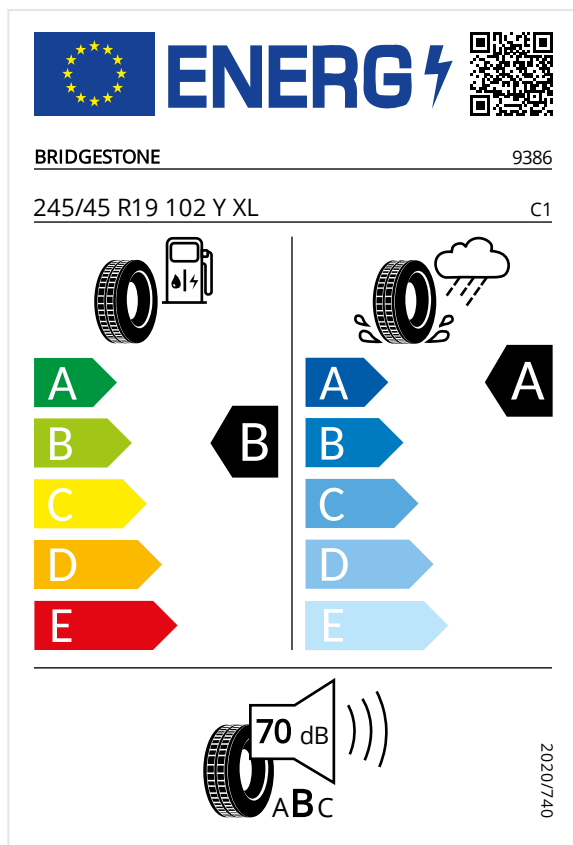 ENERG
BRIDGESTONE 9386
245/45 R19 102 Y XL C1
A A A
B B B
C C
D D
E E
70 dB
ABC
2020/740